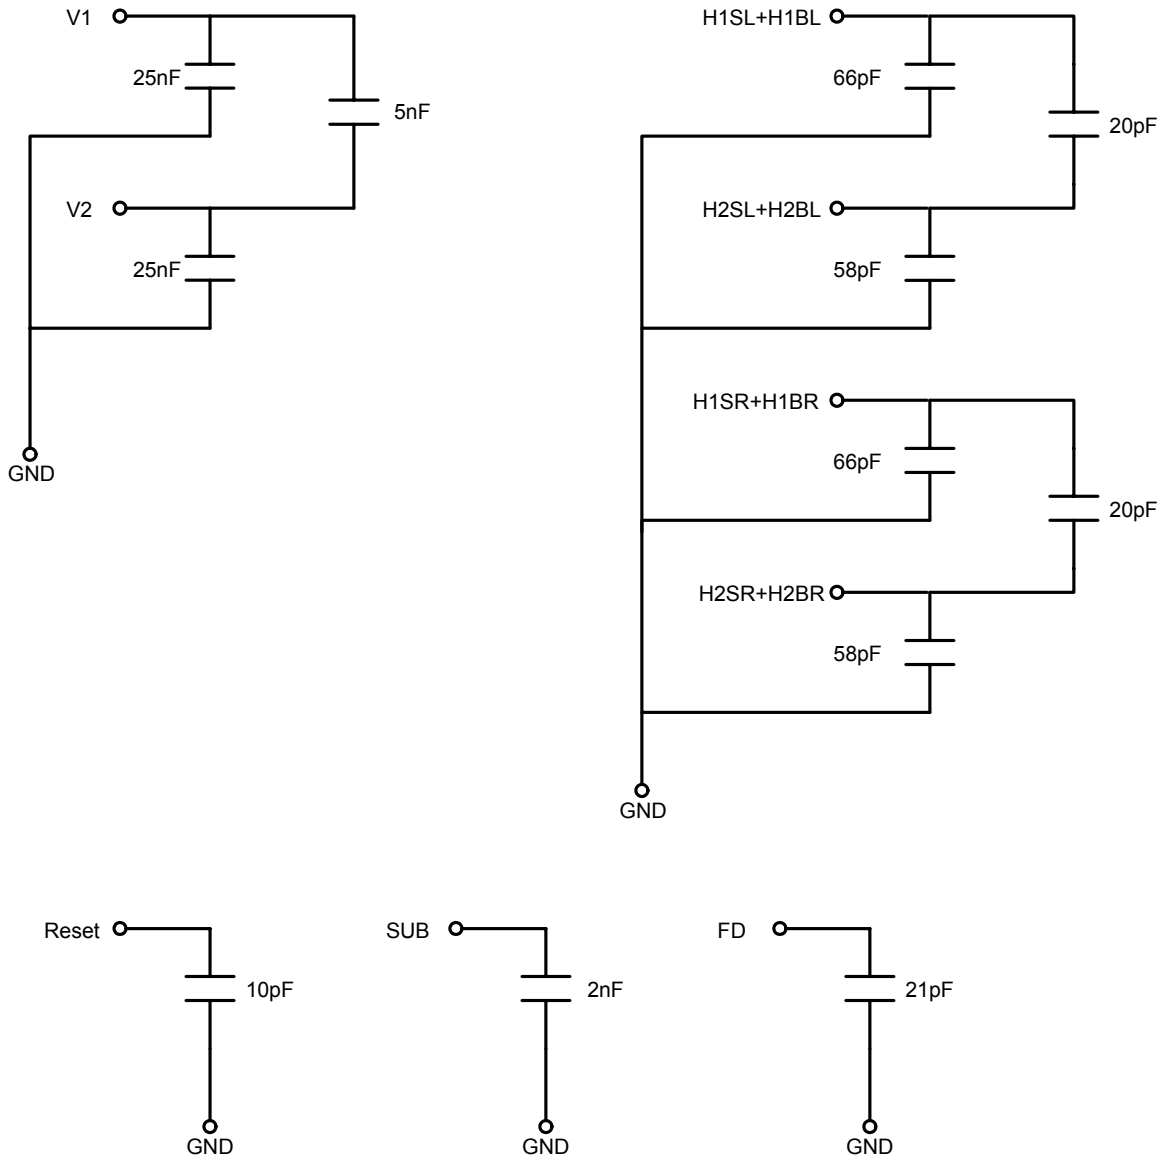 V1
25nF
5nF
V2
25nF
GND
H1SL+H1BL
66pF
20pF
H2SL+H2BL
58pF
H1SR+H1BR
66pF
20pF
H2SR+H2BR
58pF
GND
Reset
10pF
GND
SUB
2nF
GND
FD
21pF
GND